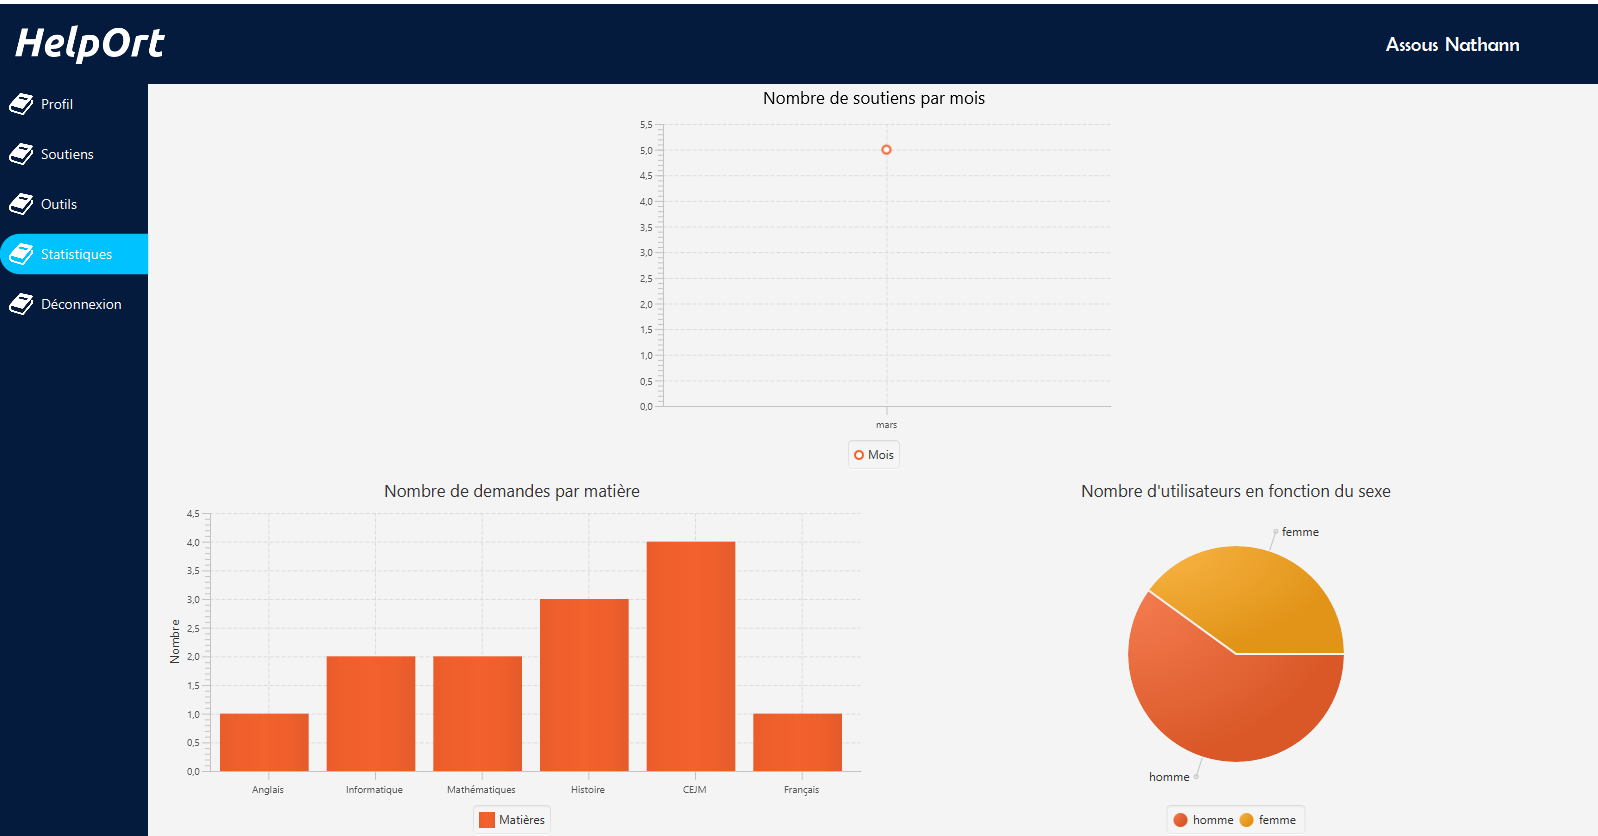 HelpOrt
Assous Nathann
Profil
Soutiens
Outils
Statistiques
Déconnexion
Nombre de soutiens par mois
5,5
5,0
4,5
4,0
3,5
3,0
2,5
2,0
1,5
1,0
0,5
0,0
mars
Mois
Nombre de demandes par matière
Nombre
4,5
4,0
3,5
3,0
2,5
2,0
1,5
1,0
0,5
0,0
Anglais Informatique Mathématiques Histoire CEJM Français
Matières
Nombre d'utilisateurs en fonction du sexe
femme
homme
homme femme